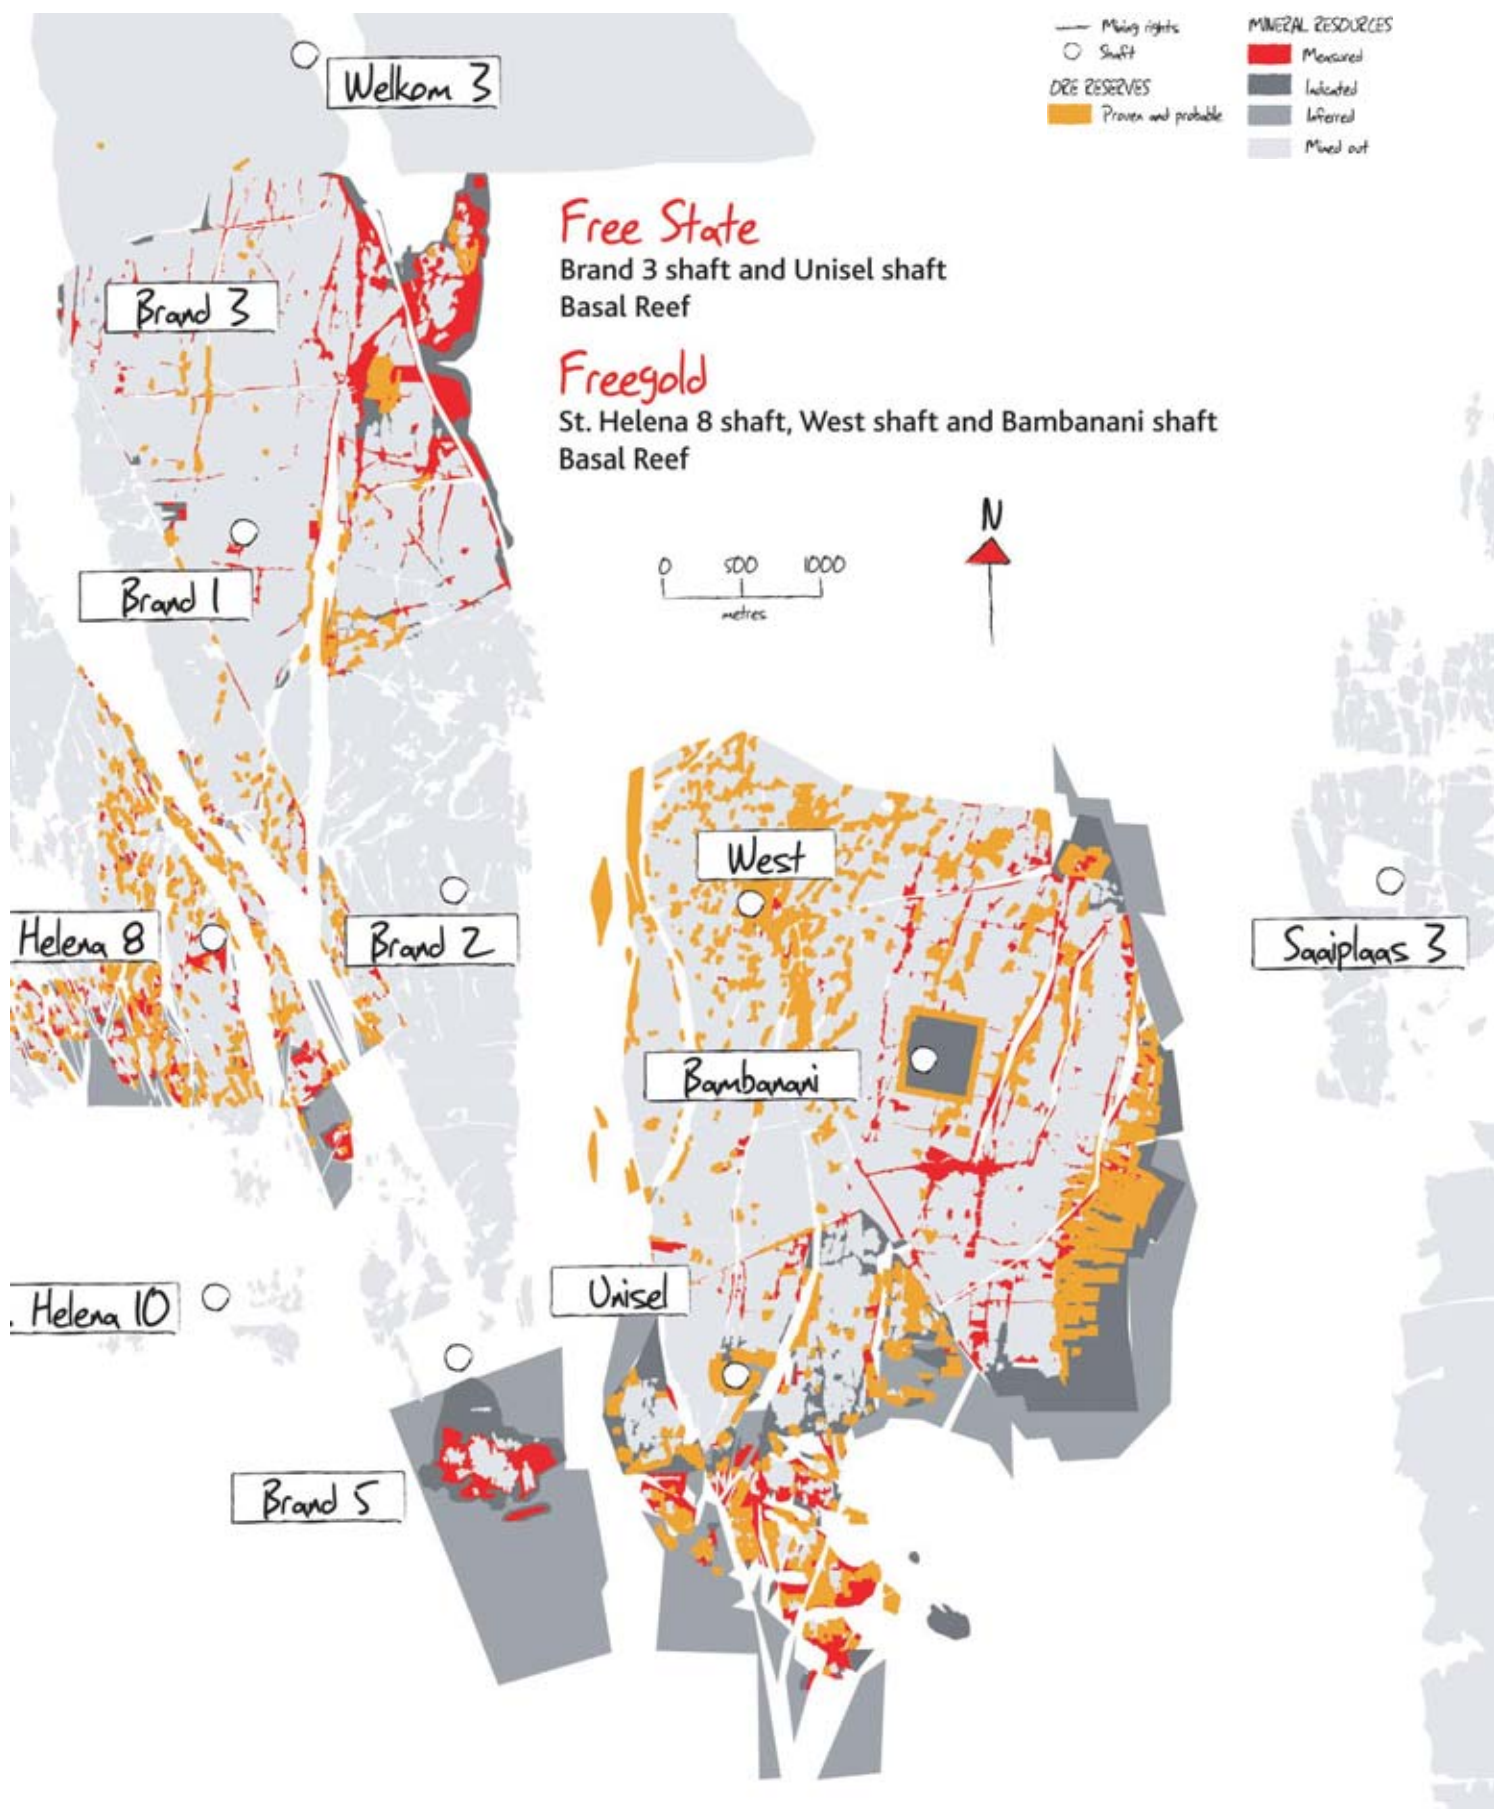 Mining rights
Shaft
ORE RESERVES
Proven and probable
MINERAL RESOURCES
Measured
Indicated
Inferred
Mined out
Welkom 3
Free State
Brand 3 shaft and Unisel shaft
Basal Reef
Brand 3
Freegold
St. Helena 8 shaft, West shaft and Bambanani shaft
Basal Reef
N
0 500 1000
metres
Brand 1
West
Helena 8
Brand 2
Saaiplaas 3
Bambanani
Unisel
. Helena 10
Brand 5